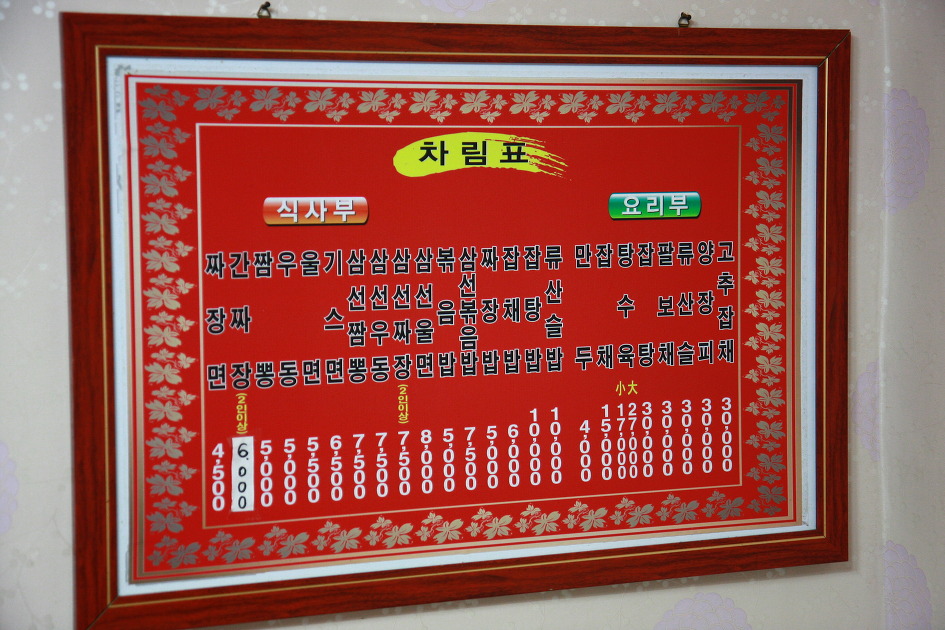 차림표
식사부
짜장면 4,500
간짜장 (2인이상) 6,000
짬뽕 5,000
우동 5,000
울면 5,500
기스면 6,500
삼선짬뽕 7,500
삼선우동 7,500
삼선짜장 (2인이상) 7,500
삼선울면 8,000
볶음밥 5,000
삼선볶음밥 7,500
짜장밥 5,000
잡채밥 6,000
잡탕밥 10,000
류산슬밥 10,000
요리부
만두 4,000
잡채 15,000
탕수육 小 17,000 大 27,000
잡탕 30,000
팔보채 30,000
류산슬 30,000
양장피 30,000
고추잡채 30,000